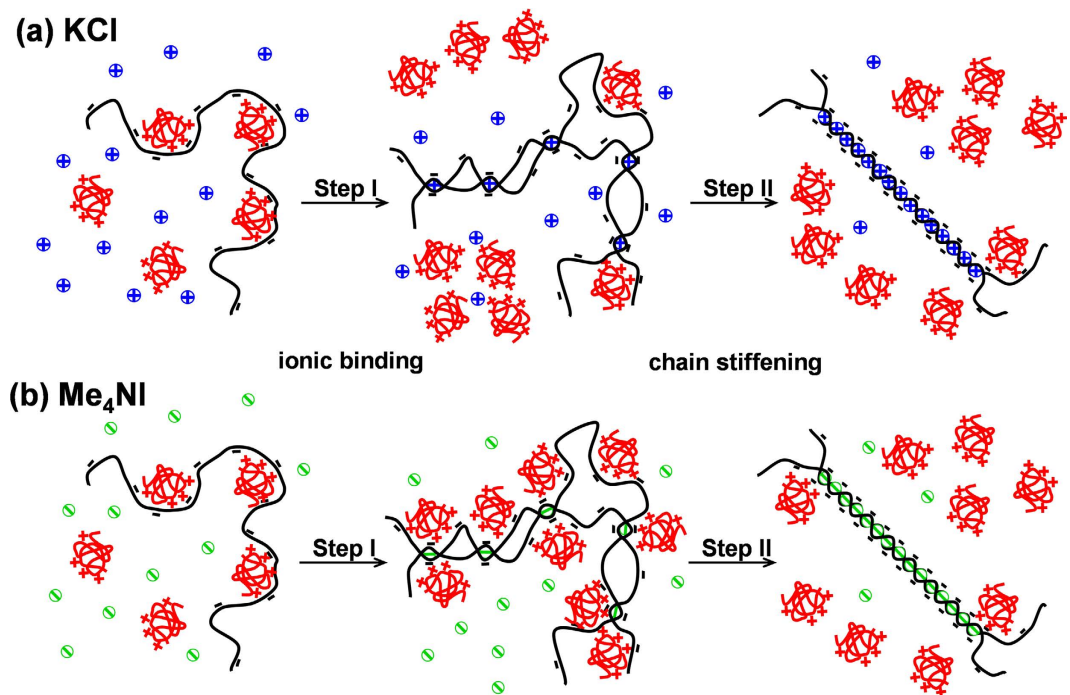 (a) KCl
Step I
Step II
ionic binding
chain stiffening
(b) Me₄NI
Step I
Step II